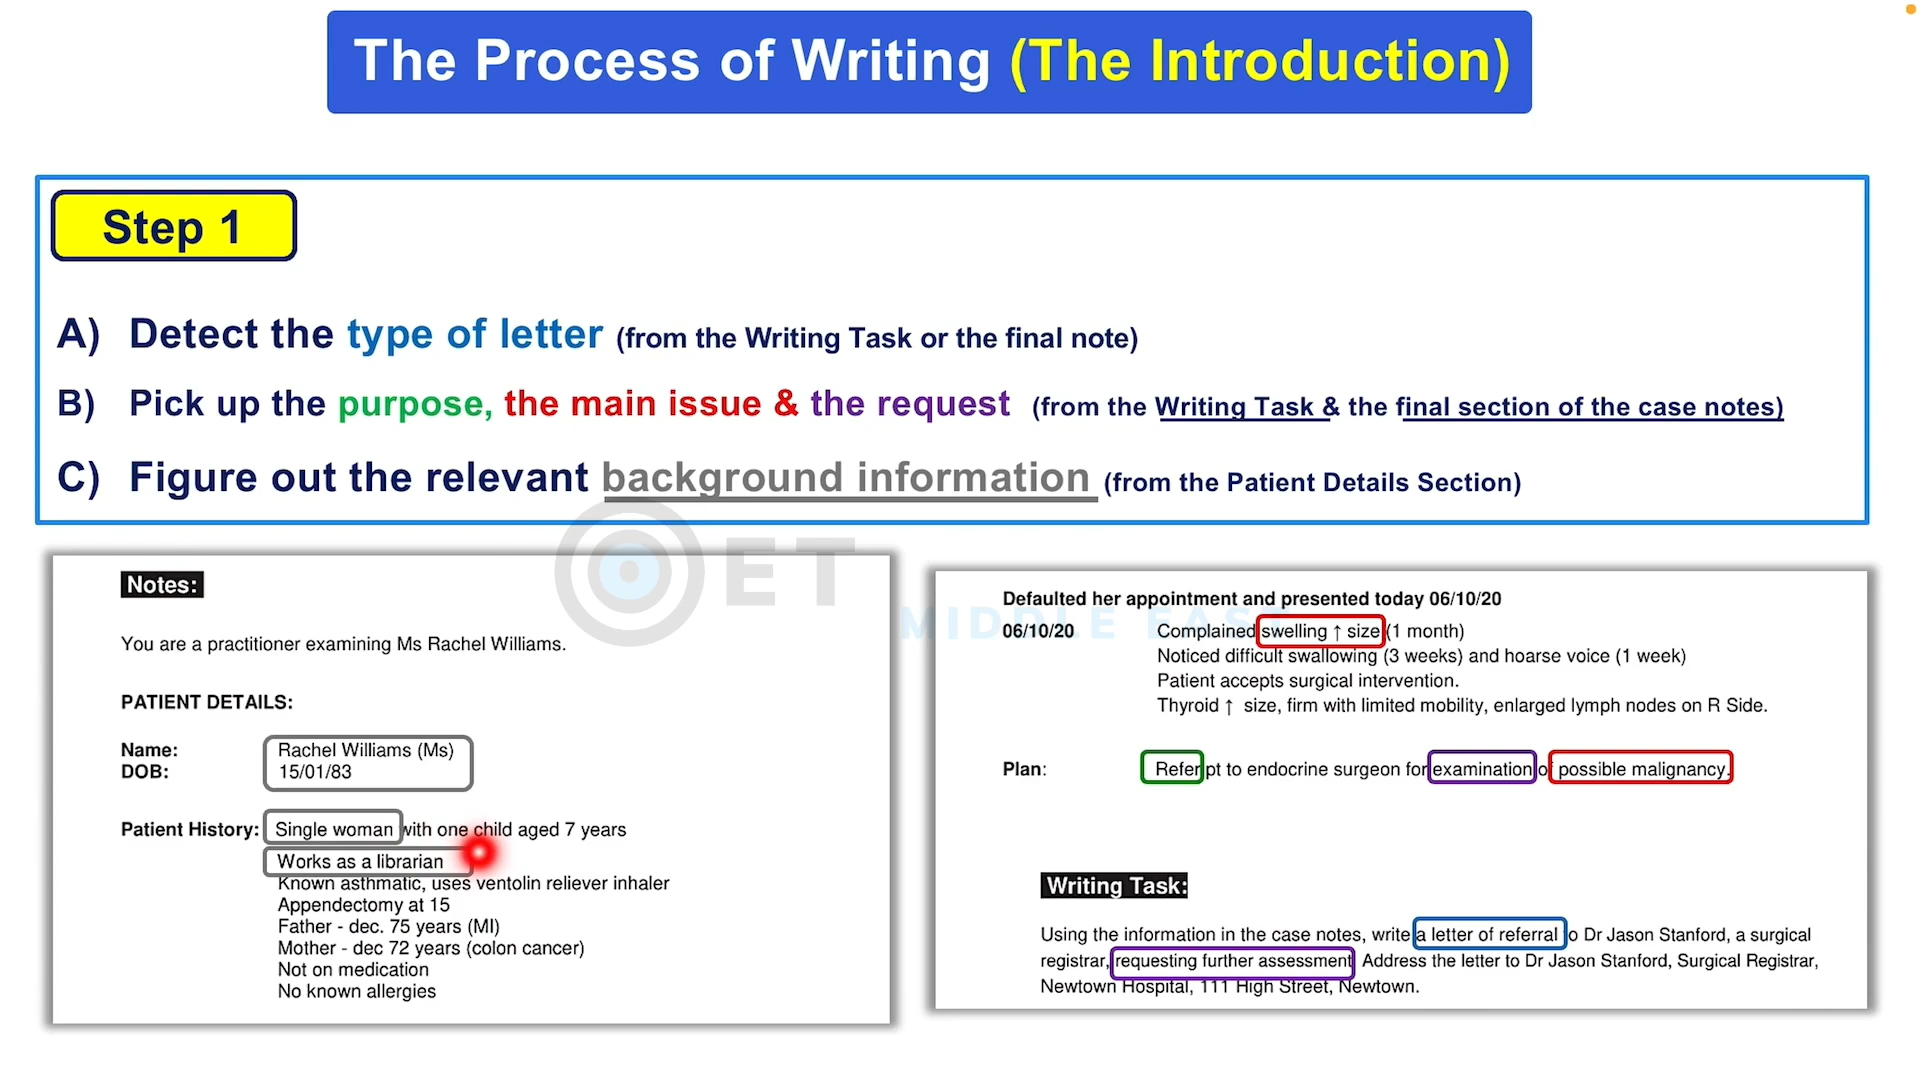 The Process of Writing (The Introduction)
Step 1
A) Detect the type of letter (from the Writing Task or the final note)
B) Pick up the purpose, the main issue & the request (from the Writing Task & the final section of the case notes)
C) Figure out the relevant background information (from the Patient Details Section)
ET
MIDDLE EAST
Notes:
You are a practitioner examining Ms Rachel Williams.
PATIENT DETAILS:
Name: Rachel Williams (Ms)
DOB: 15/01/83
Patient History: Single woman with one child aged 7 years
Works as a librarian
Known asthmatic, uses ventolin reliever inhaler
Appendectomy at 15
Father - dec. 75 years (MI)
Mother - dec 72 years (colon cancer)
Not on medication
No known allergies
Defaulted her appointment and presented today 06/10/20
06/10/20 Complained swelling ↑ size (1 month)
Noticed difficult swallowing (3 weeks) and hoarse voice (1 week)
Patient accepts surgical intervention.
Thyroid ↑ size, firm with limited mobility, enlarged lymph nodes on R Side.
Plan: Refer pt to endocrine surgeon for examination of possible malignancy.
Writing Task:
Using the information in the case notes, write a letter of referral to Dr Jason Stanford, a surgical
registrar, requesting further assessment. Address the letter to Dr Jason Stanford, Surgical Registrar,
Newtown Hospital, 111 High Street, Newtown.